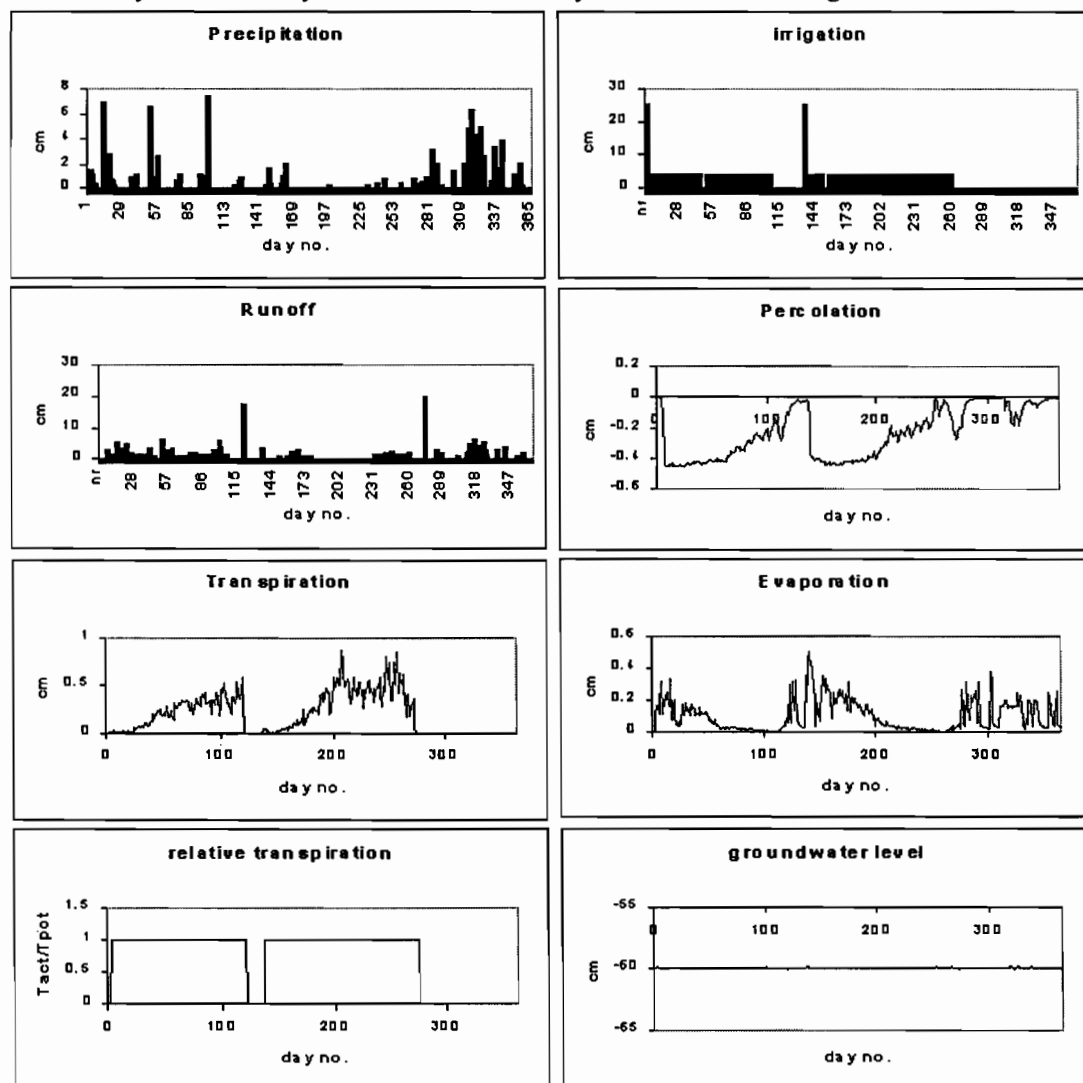 Precipitation
8
6
4
2
0
cm
1 29 57 85 113 141 169 197 225 253 281 309 337 365
day no.
irrigation
30
20
10
0
cm
nr 28 57 86 115 144 173 202 231 260 289 318 347
day no.
Runoff
30
20
10
0
cm
nr 28 57 86 115 144 173 202 231 260 289 318 347
day no.
Percolation
0.2
0
-0.2
-0.4
-0.6
cm
0 100 200 300
day no.
Transpiration
1
0.5
0
cm
0 100 200 300
day no.
Evaporation
0.6
0.4
0.2
0
cm
0 100 200 300
day no.
relative transpiration
1.5
1
0.5
0
Tact/Tpot
0 100 200 300
day no.
groundwater level
-55
-60
-65
cm
0 100 200 300
day no.